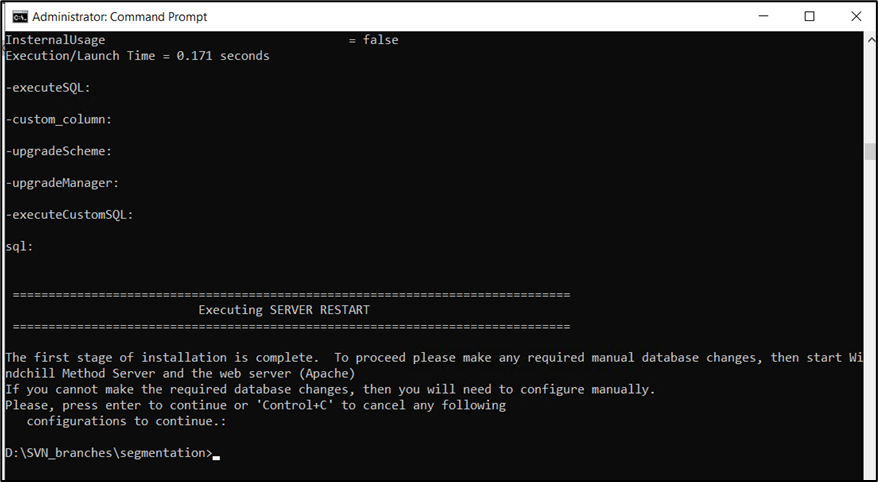 Administrator: Command Prompt
InsternalUsage = false
Execution/Launch Time = 0.171 seconds
-executeSQL:
-custom_column:
-upgradeScheme:
-upgradeManager:
-executeCustomSQL:
sql:
==============================================================================
Executing SERVER RESTART
==============================================================================
The first stage of installation is complete.  To proceed please make any required manual database changes, then start Wi
ndchill Method Server and the web server (Apache)
If you cannot make the required database changes, then you will need to configure manually.
Please, press enter to continue or 'Control+C' to cancel any following
configurations to continue.:
D:\SVN_branches\segmentation>